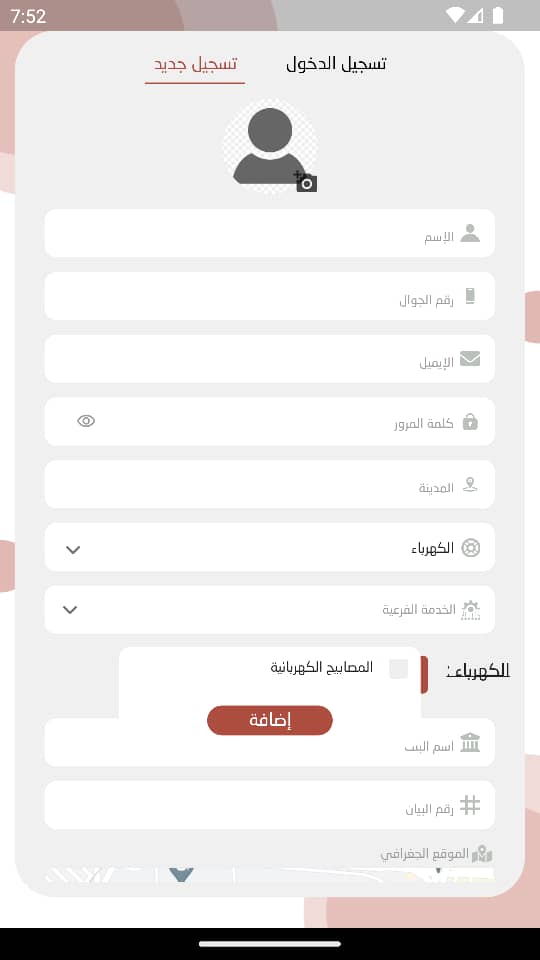 7:52
تسجيل الدخول
تسجيل جديد
الإسم
رقم الجوال
الإيميل
كلمة المرور
المدينة
الكهرباء
الخدمة الفرعية
الكهرباء :
المصابيح الكهربائية
إضافة
اسم البنك
رقم البيان
الموقع الجغرافي